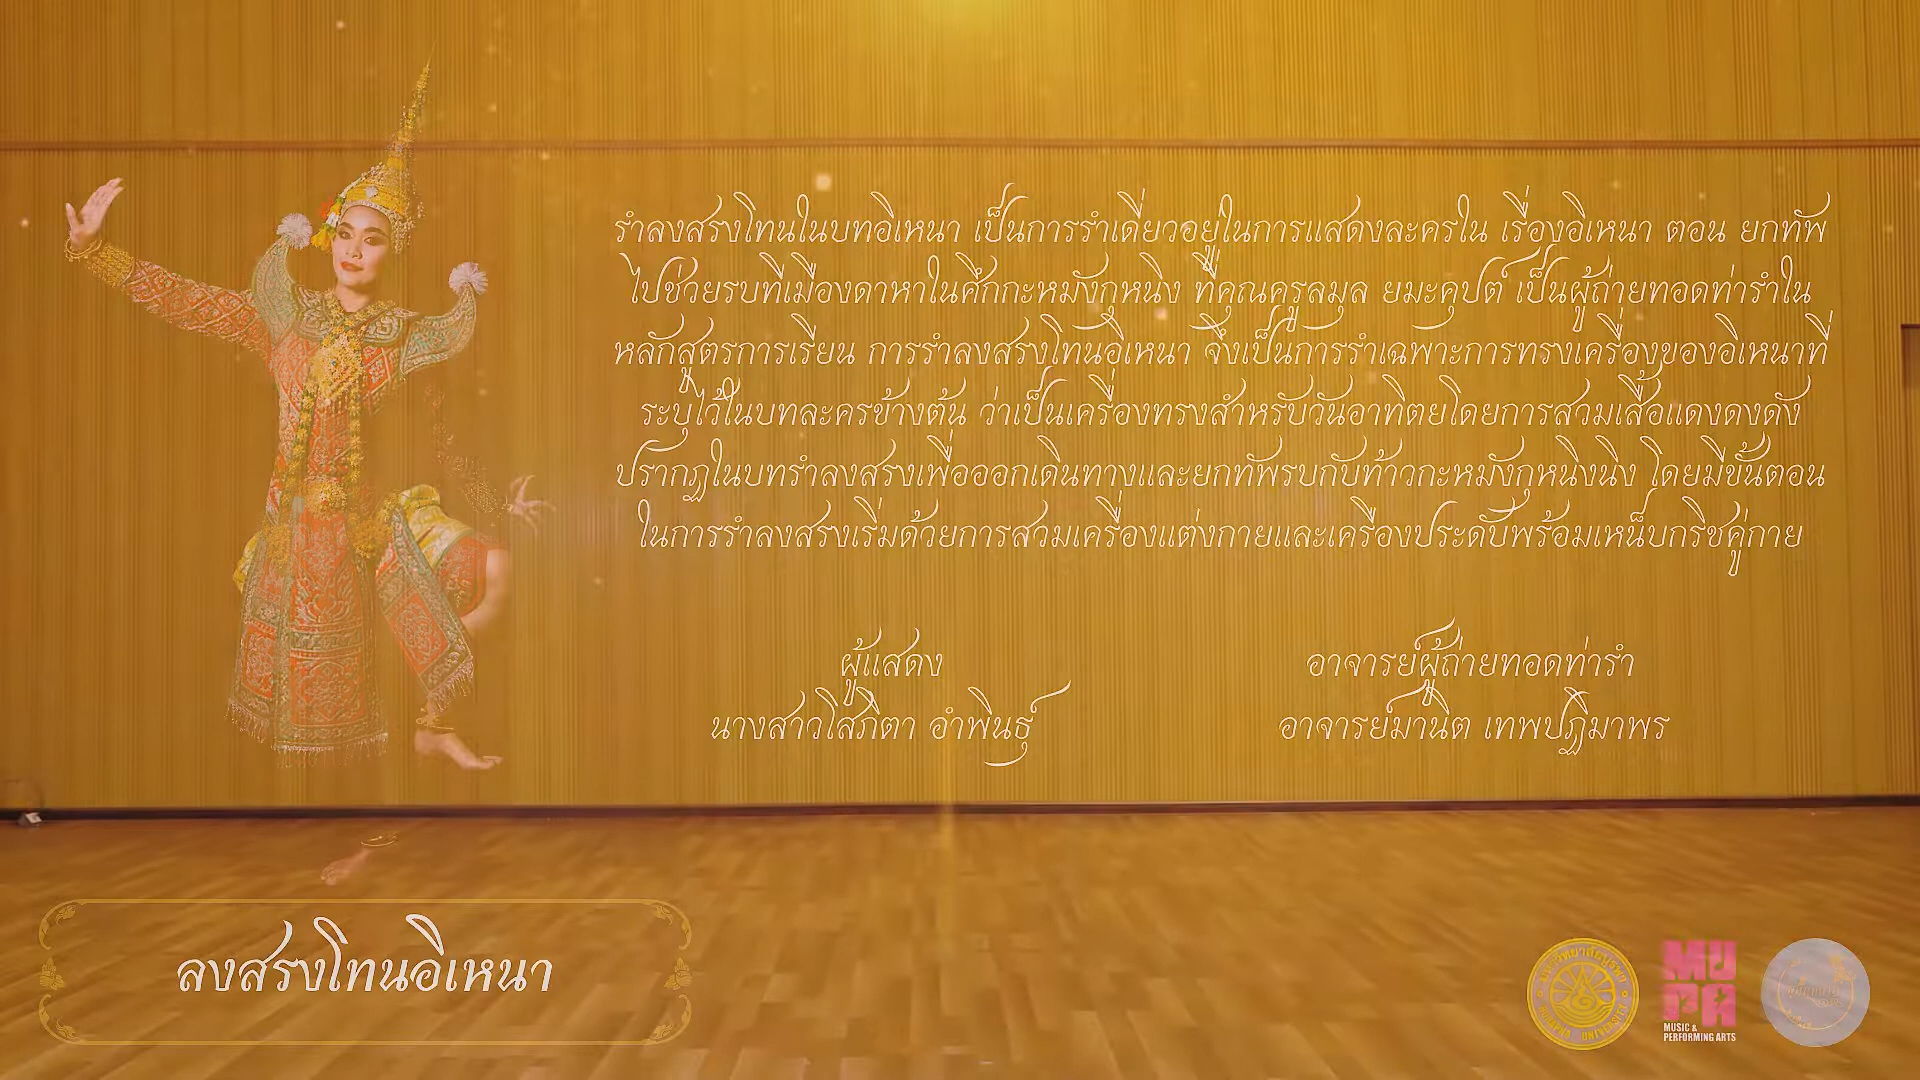 รำลงสรงโทนในบทอิเหนา เป็นการรำเดี่ยวอยู่ในการแสดงละครใน เรื่องอิเหนา ตอน ยกทัพ
ไปช่วยรบที่เมืองดาหาในศึกกะหมังกุหนิง ที่คุณครูลมุล ยมะคุปต์ เป็นผู้ถ่ายทอดท่ารำใน
หลักสูตรการเรียน การรำลงสรงโทนอิเหนา จึงเป็นการรำเฉพาะการทรงเครื่องของอิเหนาที่
ระบุไว้ในบทละครข้างต้น ว่าเป็นเครื่องทรงสำหรับวันอาทิตยโดยการสวมเสื้อแดงดงดัง
ปรากฏในบทรำลงสรงเพื่อออกเดินทางและยกทัพรบกับท้าวกะหมังกุหนิงนิง โดยมีขั้นตอน
ในการรำลงสรงเริ่มด้วยการสวมเครื่องแต่งกายและเครื่องประดับพร้อมเหน็บกริชคู่กาย
ผู้แสดง
นางสาวโสภิตา อำพินธุ์
อาจารย์ผู้ถ่ายทอดท่ารำ
อาจารย์มานิต เทพปฏิมาพร
ลงสรงโทนอิเหนา
มหาวิทยาลัยบูรพา
BURAPHA UNIVERSITY
MU
PA
MUSIC &
PERFORMING ARTS